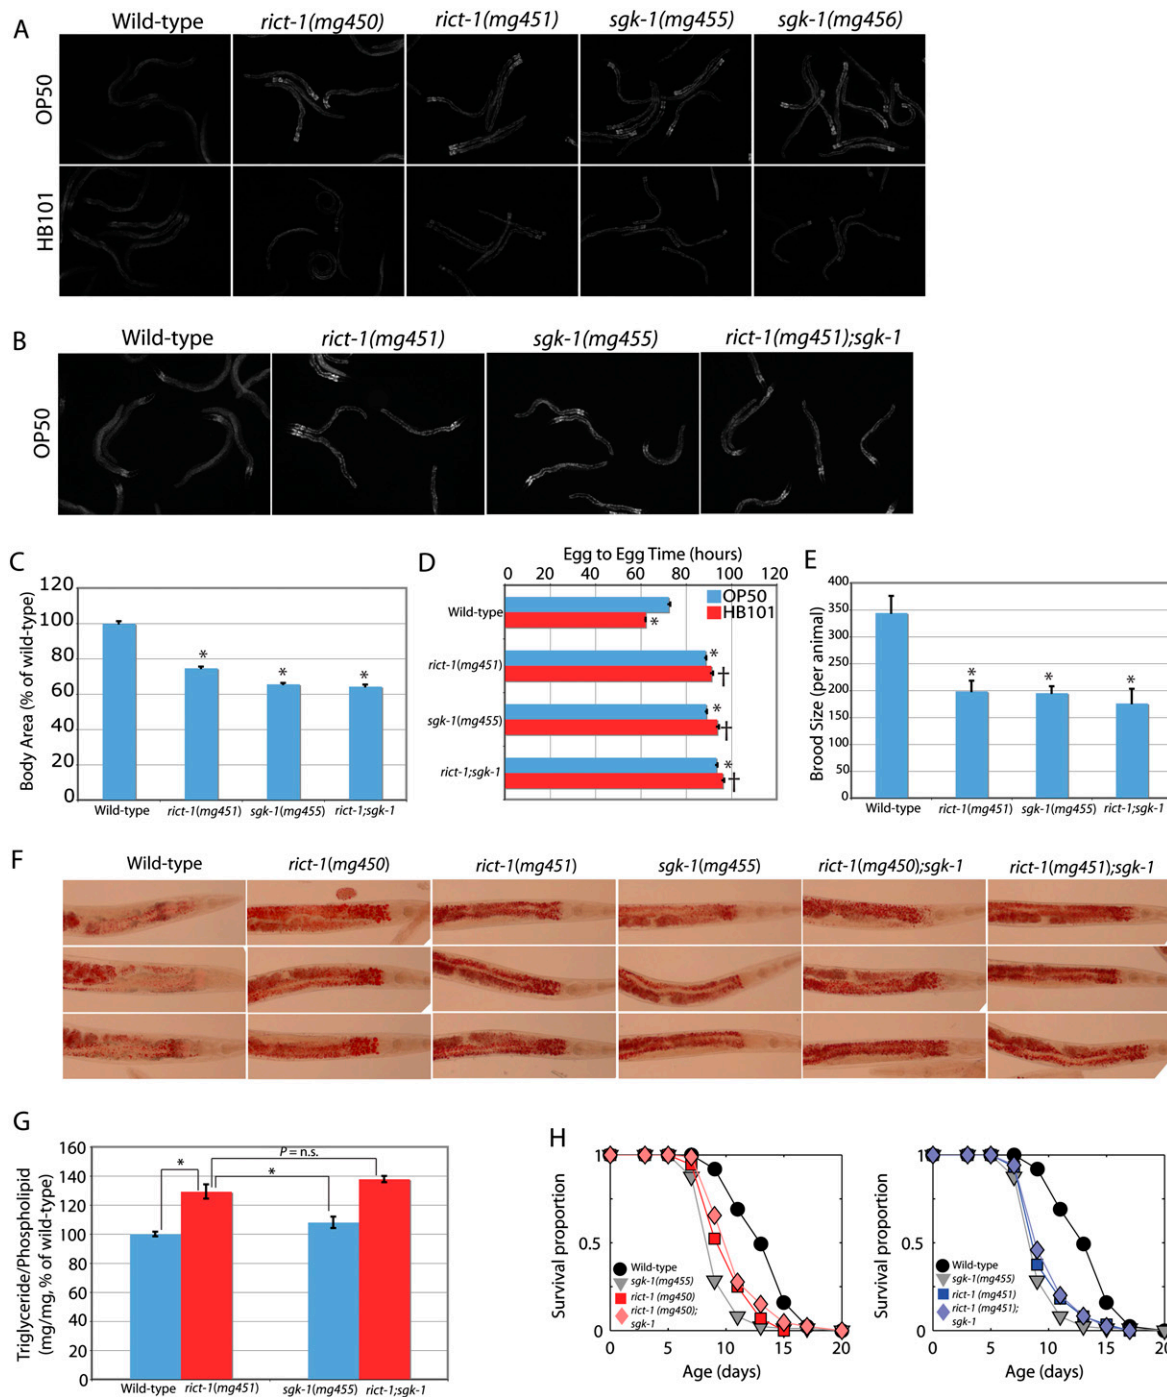 A
Wild-type rict-1(mg450) rict-1(mg451) sgk-1(mg455) sgk-1(mg456)
OP50
HB101
B
Wild-type rict-1(mg451) sgk-1(mg455) rict-1(mg451);sgk-1
OP50
C
Body Area (% of wild-type)
120
100
80
60
40
20
0
Wild-type rict-1(mg451) sgk-1(mg455) rict-1;sgk-1
* * *
D
Egg to Egg Time (hours)
0 20 40 60 80 100 120
OP50
HB101
Wild-type
*
rict-1(mg451)
* †
sgk-1(mg455)
* †
rict-1;sgk-1
* †
E
Brood Size (per animal)
400
350
300
250
200
150
100
50
0
* * *
Wild-type rict-1(mg451) sgk-1(mg455) rict-1;sgk-1
F
Wild-type rict-1(mg450) rict-1(mg451) sgk-1(mg455) rict-1(mg450);sgk-1 rict-1(mg451);sgk-1
G
Triglyceride/Phospholipid
(mg/mg, % of wild-type)
160
140
120
100
80
60
40
20
0
* P = n.s.
*
Wild-type rict-1(mg451) sgk-1(mg455) rict-1;sgk-1
H
Survival proportion
1
0.5
0
Wild-type
sgk-1(mg455)
rict-1 (mg450)
rict-1 (mg450);
sgk-1
0 5 10 15 20
Age (days)
Survival proportion
1
0.5
0
Wild-type
sgk-1(mg455)
rict-1 (mg451)
rict-1 (mg451);
sgk-1
0 5 10 15 20
Age (days)